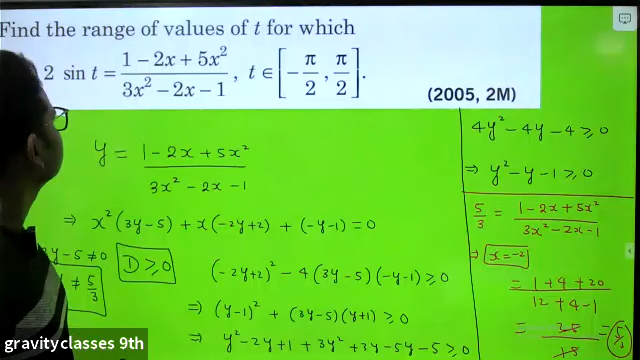 Find the range of values of t for which
2 sin t = (1 − 2x + 5x²)/(3x² − 2x − 1), t ∈ [−π/2, π/2].
(2005, 2M)
y = (1 − 2x + 5x²)/(3x² − 2x − 1)
⇒ x²(3y−5) + x(−2y+2) + (−y−1) = 0
y−5 ≠ 0
≠ 5/3
D ≥ 0
(−2y+2)² − 4(3y−5)(−y−1) ≥ 0
⇒ (y−1)² + (3y−5)(y+1) ≥ 0
⇒ y² − 2y + 1 + 3y² + 3y − 5y − 5 ≥ 0
4y² − 4y − 4 ≥ 0
⇒ y² − y − 1 ≥ 0
5/3 = (1 − 2x + 5x²)/(3x² − 2x − 1)
⇒ x = −2
= (1 + 4 + 20)/(12 + 4 − 1)
gravityclasses 9th